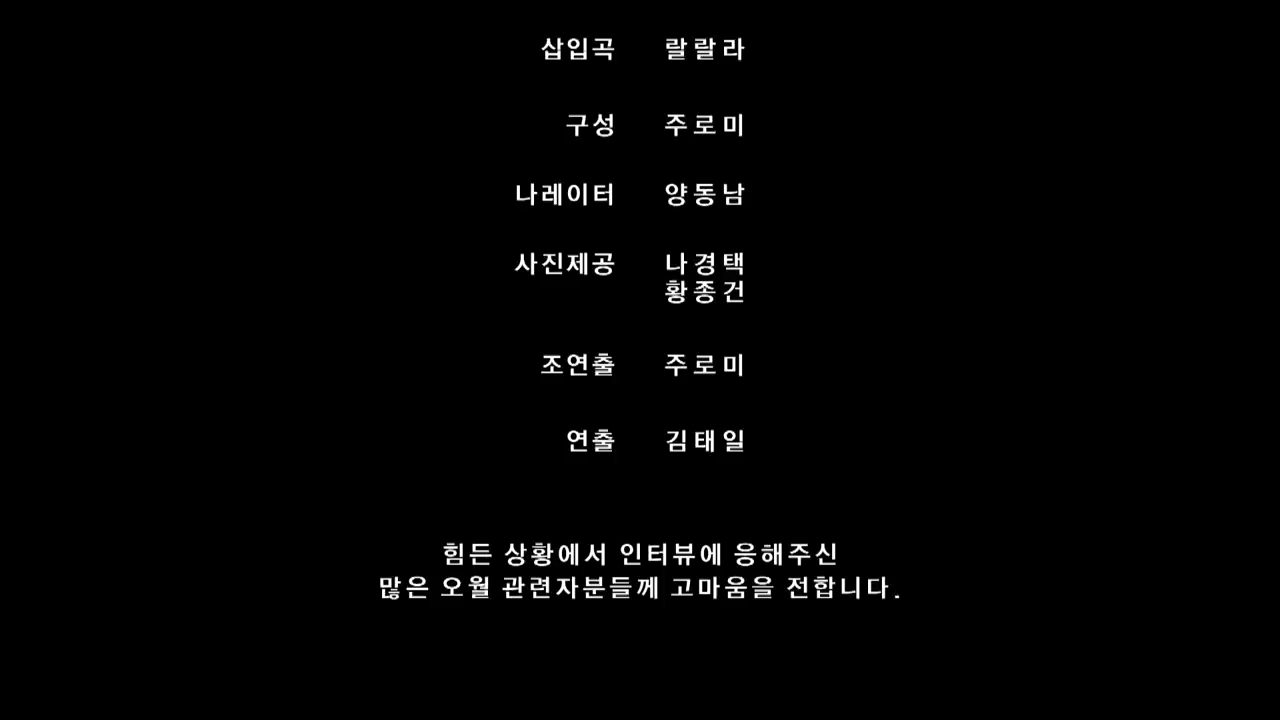 삽입곡 랄랄라
구성 주로미
나레이터 양동남
사진제공 나경택
황종건
조연출 주로미
연출 김태일
힘든 상황에서 인터뷰에 응해주신
많은 오월 관련자분들께 고마움을 전합니다.